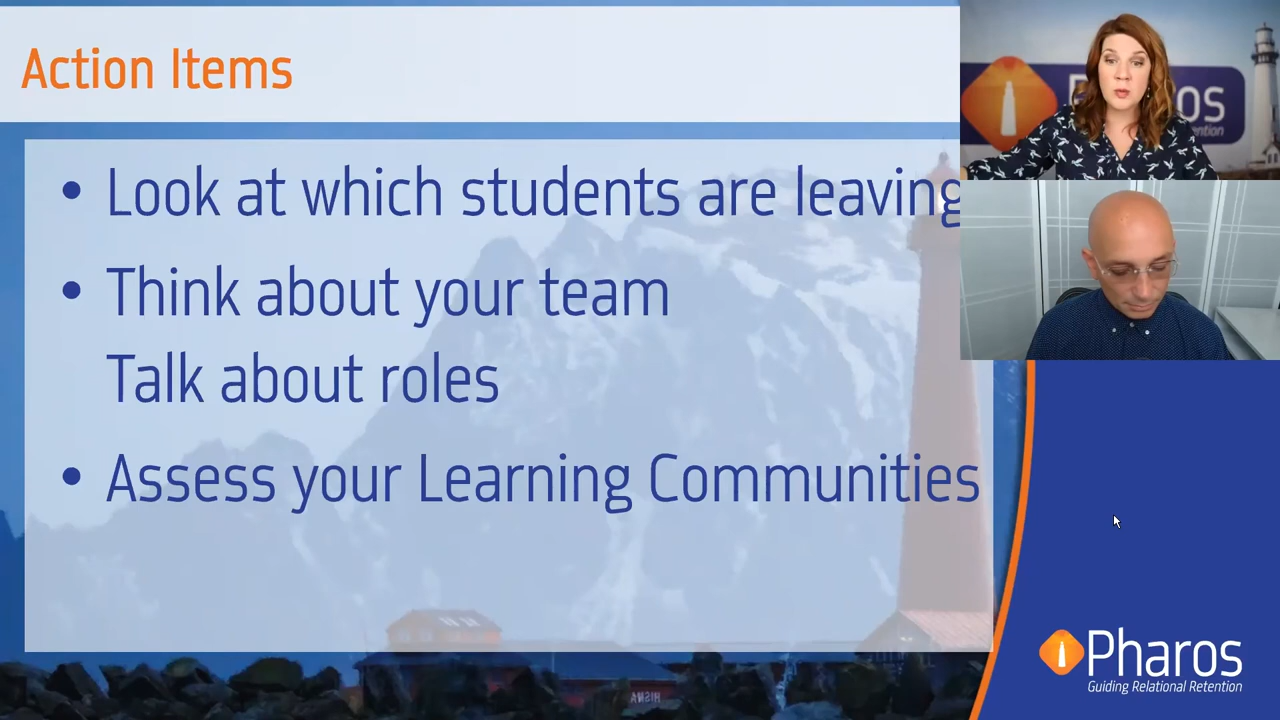 Action Items
• Look at which students are leaving
• Think about your team
Talk about roles
• Assess your Learning Communities
Pharos
Guiding Relational Retention